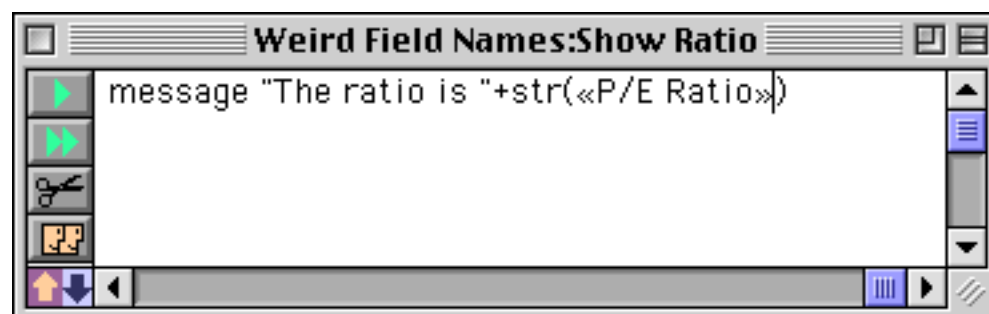 Weird Field Names:Show Ratio
message "The ratio is "+str(«P/E Ratio»)